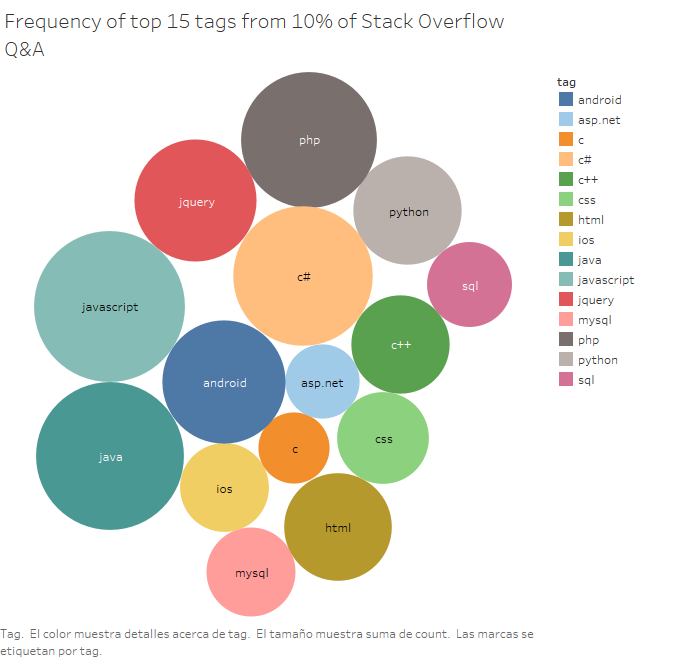 Frequency of top 15 tags from 10% of Stack Overflow
Q&A
tag
android
asp.net
c
c#
c++
css
html
ios
java
javascript
jquery
mysql
php
python
sql
php
jquery
python
c#
sql
javascript
c++
android
asp.net
css
c
java
ios
html
mysql
Tag. El color muestra detalles acerca de tag. El tamaño muestra suma de count. Las marcas se
etiquetan por tag.